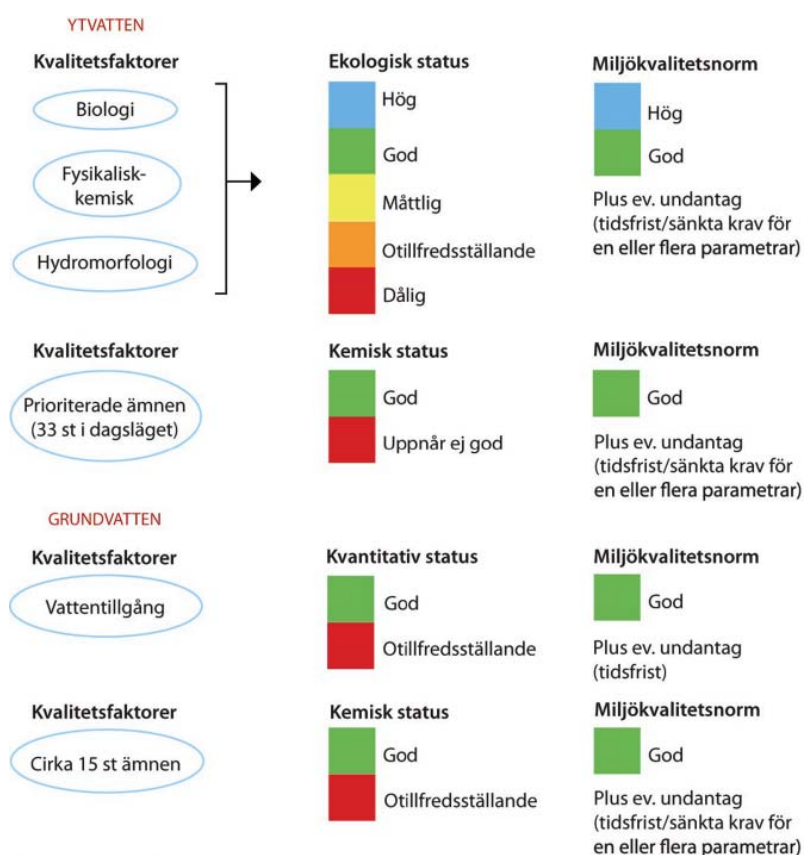 YTVATTEN
Kvalitetsfaktorer
Biologi
Fysikalisk-
kemisk
Hydromorfologi
Ekologisk status
Hög
God
Måttlig
Otillfredsställande
Dålig
Miljökvalitetsnorm
Hög
God
Plus ev. undantag
(tidsfrist/sänkta krav för
en eller flera parametrar)
Kvalitetsfaktorer
Prioriterade ämnen
(33 st i dagsläget)
Kemisk status
God
Uppnår ej god
Miljökvalitetsnorm
God
Plus ev. undantag
(tidsfrist/sänkta krav för
en eller flera parametrar)
GRUNDVATTEN
Kvalitetsfaktorer
Vattentillgång
Kvantitativ status
God
Otillfredsställande
Miljökvalitetsnorm
God
Plus ev. undantag
(tidsfrist)
Kvalitetsfaktorer
Cirka 15 st ämnen
Kemisk status
God
Otillfredsställande
Miljökvalitetsnorm
God
Plus ev. undantag
(tidsfrist/sänkta krav för
en eller flera parametrar)